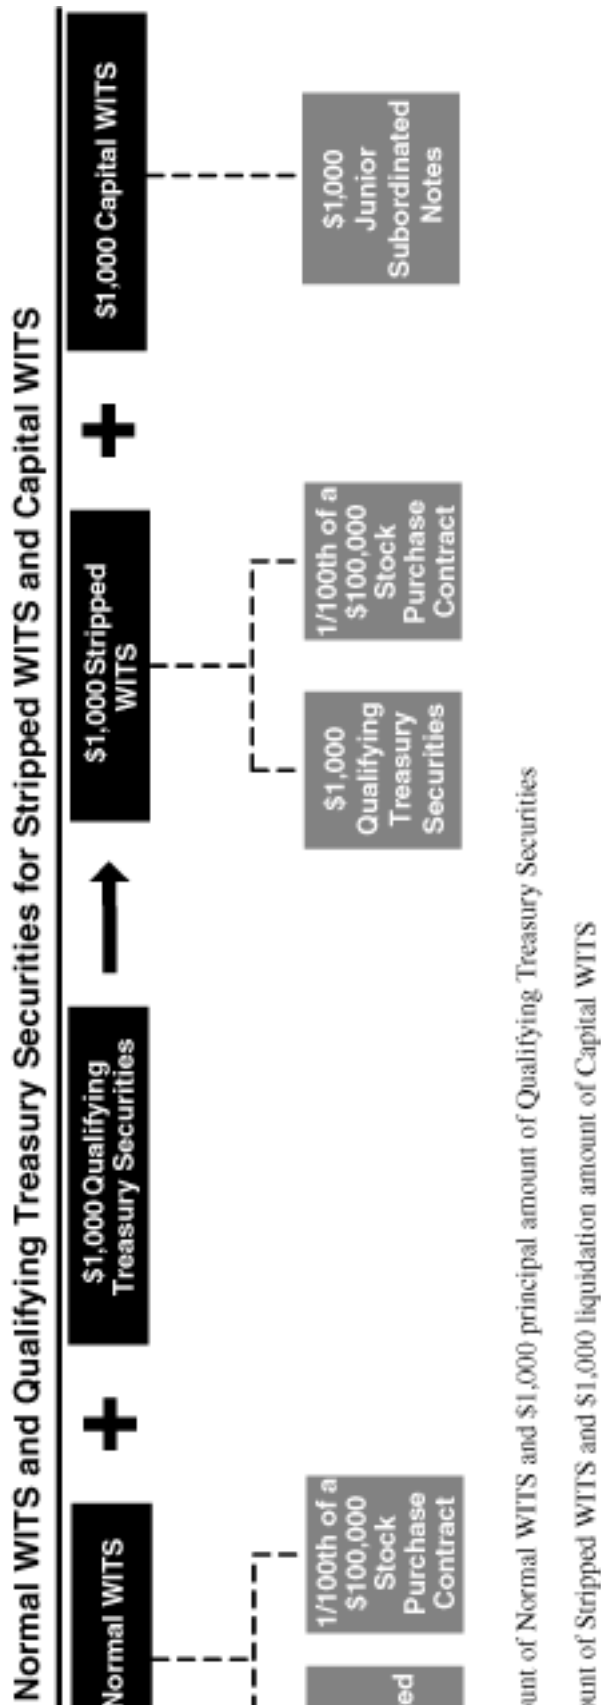 Normal WITS and Qualifying Treasury Securities for Stripped WITS and Capital WITS
Normal WITS
+
$1,000 Qualifying
Treasury Securities
$1,000 Stripped
WITS
+
$1,000 Capital WITS
ed
1/100th of a
$100,000
Stock
Purchase
Contract
$1,000
Qualifying
Treasury
Securities
1/100th of a
$100,000
Stock
Purchase
Contract
$1,000
Junior
Subordinated
Notes
unt of Normal WITS and $1,000 principal amount of Qualifying Treasury Securities
unt of Stripped WITS and $1,000 liquidation amount of Capital WITS